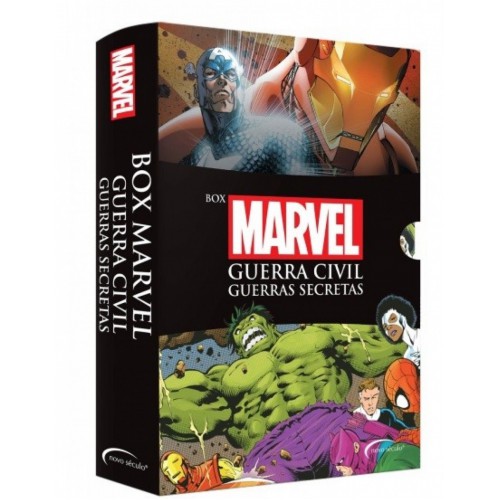 MARVEL
BOX MARVEL
GUERRA CIVIL
GUERRAS SECRETAS
novo século®
BOX
MARVEL
GUERRA CIVIL
GUERRAS SECRETAS
novo século®